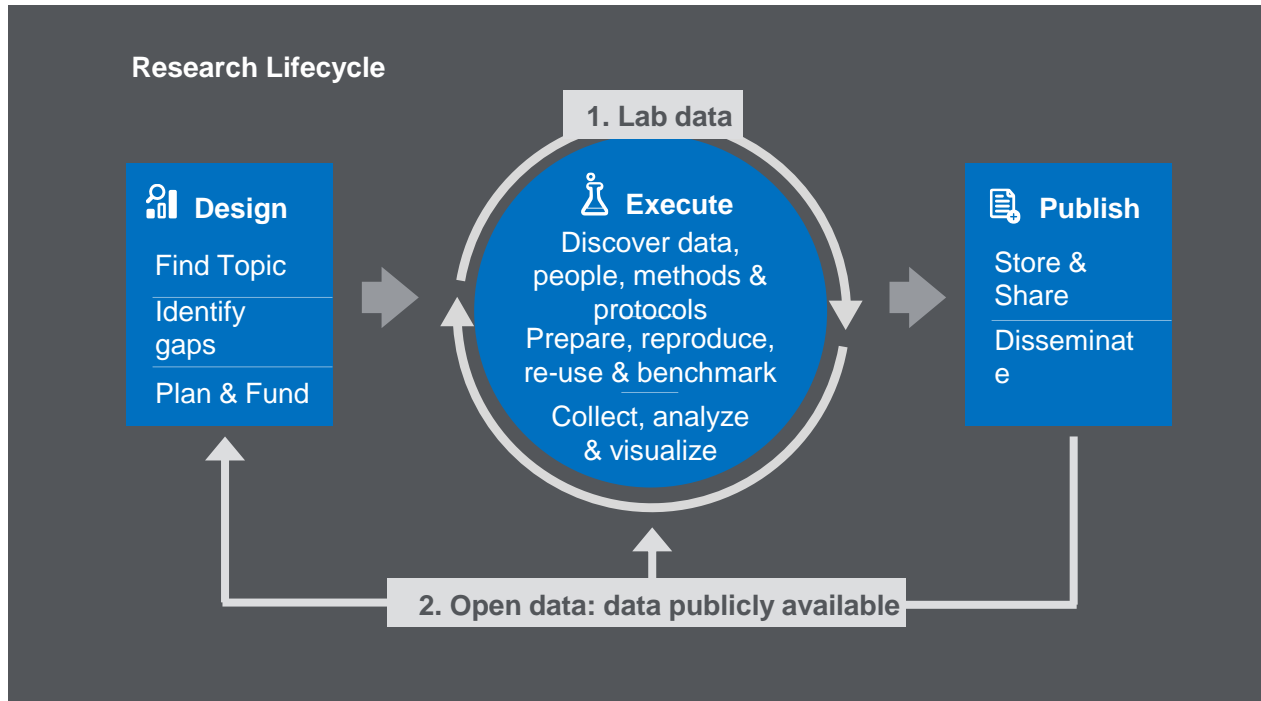 Research Lifecycle
1. Lab data
Design
Find Topic
Identify
gaps
Plan & Fund
Execute
Discover data,
people, methods &
protocols
Prepare, reproduce,
re-use & benchmark
Collect, analyze
& visualize
Publish
Store &
Share
Disseminat
e
2. Open data: data publicly available